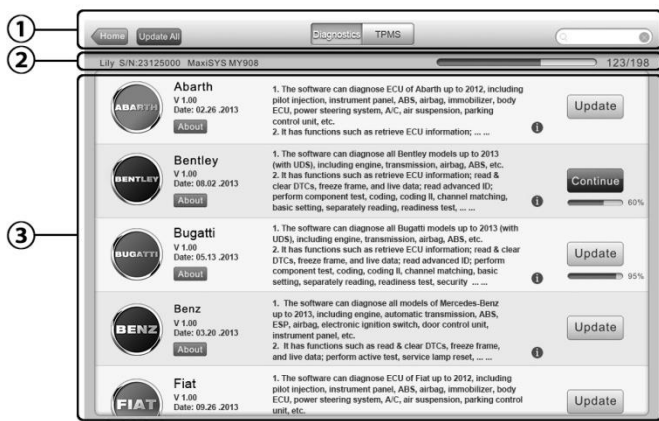 1
Home
Update All
Diagnostics
TPMS
2
Lily S/N:23125000 MaxiSYS MY908
123/198
3
ABARTH
Abarth
V 1.00
Date: 02.26 .2013
About
1. The software can diagnose ECU of Abarth up to 2012, including
pilot injection, instrument panel, ABS, airbag, immobilizer, body
ECU, power steering system, A/C, air suspension, parking
control unit, etc.
2. It has functions such as retrieve ECU information; ... ...
Update
BENTLEY
Bentley
V 1.00
Date: 08.02 .2013
About
1. The software can diagnose all Bentley models up to 2013
(with UDS), including engine, transmission, airbag, ABS, etc.
2. It has functions such as retrieve ECU information; read &
clear DTCs, freeze frame, and live data; read advanced ID;
perform component test, coding, coding II, channel matching,
basic setting, separately reading, readiness test, ... ...
Continue
60%
BUGATTI
Bugatti
V 1.00
Date: 05.13 .2013
About
1. The software can diagnose all Bugatti models up to 2013 (with
UDS), including engine, transmission, airbag, ABS, etc.
2. It has functions such as retrieve ECU information; read & clear
DTCs, freeze frame, and live data; read advanced ID; perform
component test, coding, coding II, channel matching, basic
setting, separately reading, readiness test, security ... ...
Update
95%
BENZ
Benz
V 1.00
Date: 03.20 .2013
About
1. The software can diagnose all models of Mercedes-Benz
up to 2013, including engine, automatic transmission, ABS,
ESP, airbag, electronic ignition switch, door control unit,
instrument panel, etc.
2. It has functions such as read & clear DTCs, freeze frame,
and live data; perform active test, service lamp reset, ... ...
Update
FIAT
Fiat
V 1.00
Date: 09.26 .2013
1. The software can diagnose ECU of Fiat up to 2012, including
pilot injection, instrument panel, ABS, airbag, immobilizer, body
ECU, power steering system, A/C, air suspension, parking control
unit, etc.
Update